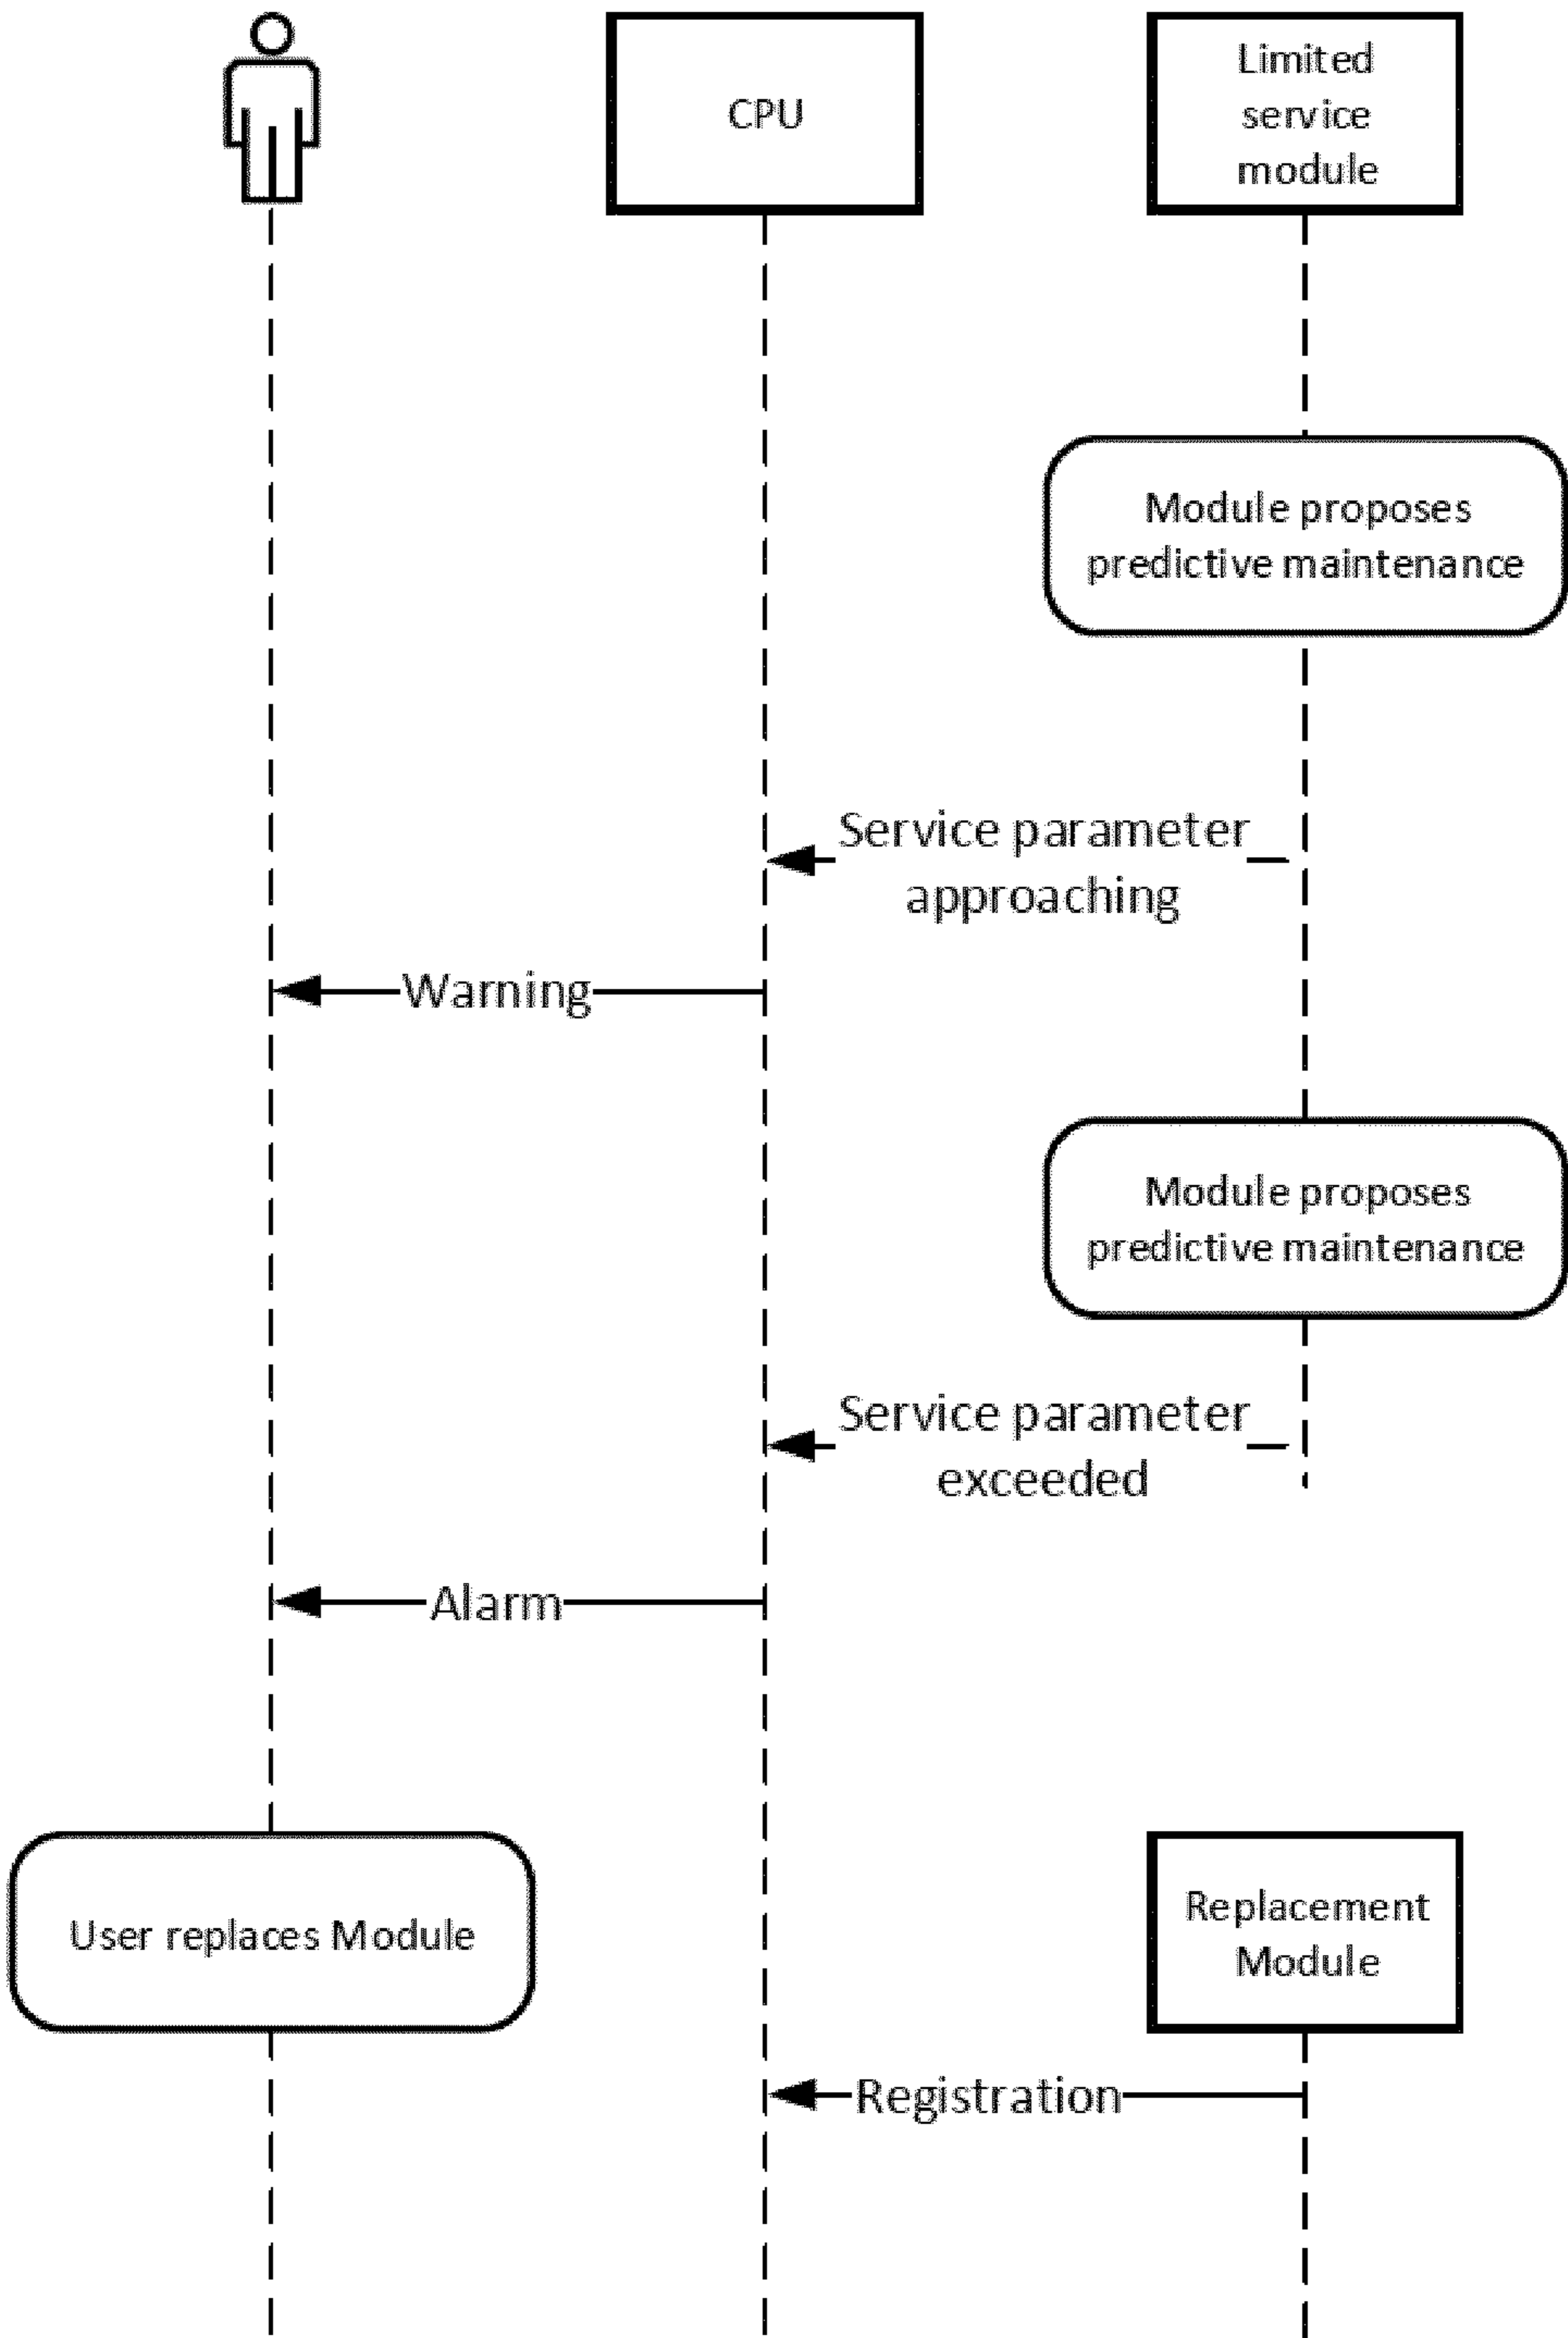 CPU
Limited
service
module
Module proposes
predictive maintenance
Service parameter
approaching
Warning
Module proposes
predictive maintenance
Service parameter
exceeded
Alarm
User replaces Module
Replacement
Module
Registration